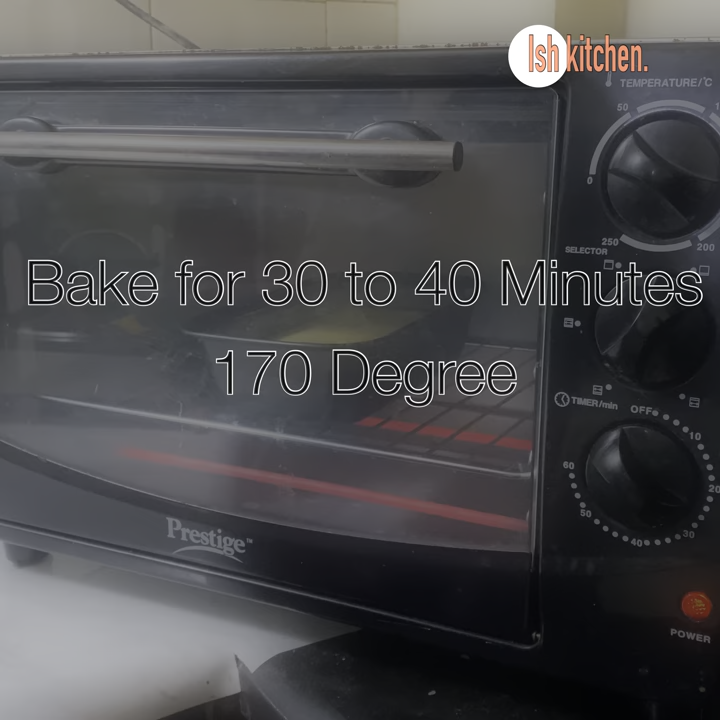 Ish kitchen.
TEMPERATURE/°C
50
0
250
200
SELECTOR
Bake for 30 to 40 Minutes
170 Degree
TIMER/min
OFF
10
20
30
40
50
60
Prestige™
POWER